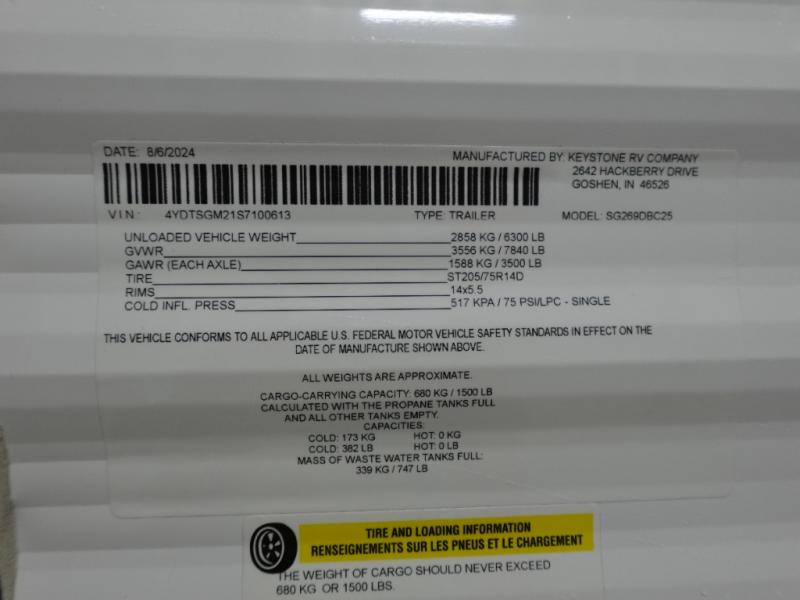 DATE: 8/6/2024
MANUFACTURED BY: KEYSTONE RV COMPANY
2642 HACKBERRY DRIVE
GOSHEN, IN 46526
VIN: 4YDTSGM21S7100613 TYPE: TRAILER MODEL: SG269DBC25
UNLOADED VEHICLE WEIGHT 2858 KG / 6300 LB
GVWR 3556 KG / 7840 LB
GAWR (EACH AXLE) 1588 KG / 3500 LB
TIRE ST205/75R14D
RIMS 14x5.5
COLD INFL. PRESS 517 KPA / 75 PSI/LPC - SINGLE
THIS VEHICLE CONFORMS TO ALL APPLICABLE U.S. FEDERAL MOTOR VEHICLE SAFETY STANDARDS IN EFFECT ON THE
DATE OF MANUFACTURE SHOWN ABOVE.
ALL WEIGHTS ARE APPROXIMATE.
CARGO-CARRYING CAPACITY: 680 KG / 1500 LB
CALCULATED WITH THE PROPANE TANKS FULL
AND ALL OTHER TANKS EMPTY.
CAPACITIES:
COLD: 173 KG HOT: 0 KG
COLD: 382 LB HOT: 0 LB
MASS OF WASTE WATER TANKS FULL:
339 KG / 747 LB
TIRE AND LOADING INFORMATION
RENSEIGNEMENTS SUR LES PNEUS ET LE CHARGEMENT
THE WEIGHT OF CARGO SHOULD NEVER EXCEED
680 KG OR 1500 LBS.